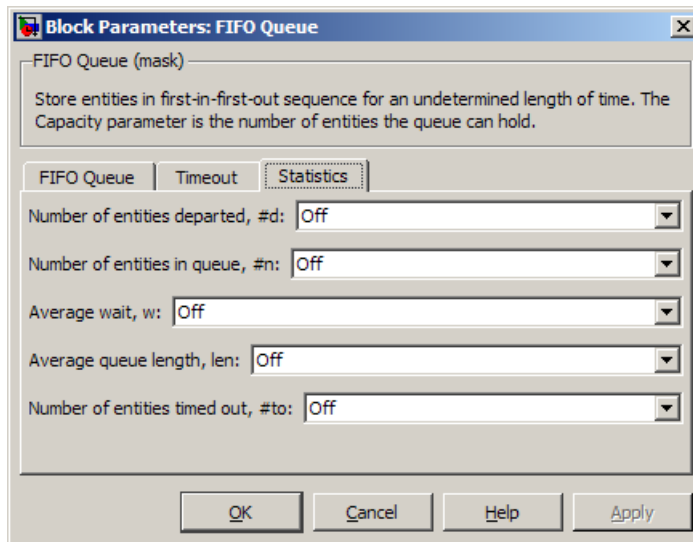 Block Parameters: FIFO Queue
FIFO Queue (mask)
Store entities in first-in-first-out sequence for an undetermined length of time. The
Capacity parameter is the number of entities the queue can hold.
FIFO Queue Timeout Statistics
Number of entities departed, #d: Off
Number of entities in queue, #n: Off
Average wait, w: Off
Average queue length, len: Off
Number of entities timed out, #to: Off
OK Cancel Help Apply